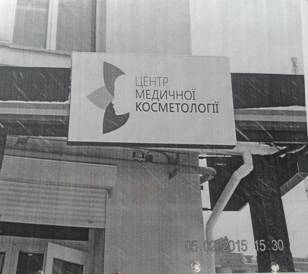 ЦЕНТР
МЕДИЧНОЇ
КОСМЕТОЛОГІЇ
05.02.2015 15:30